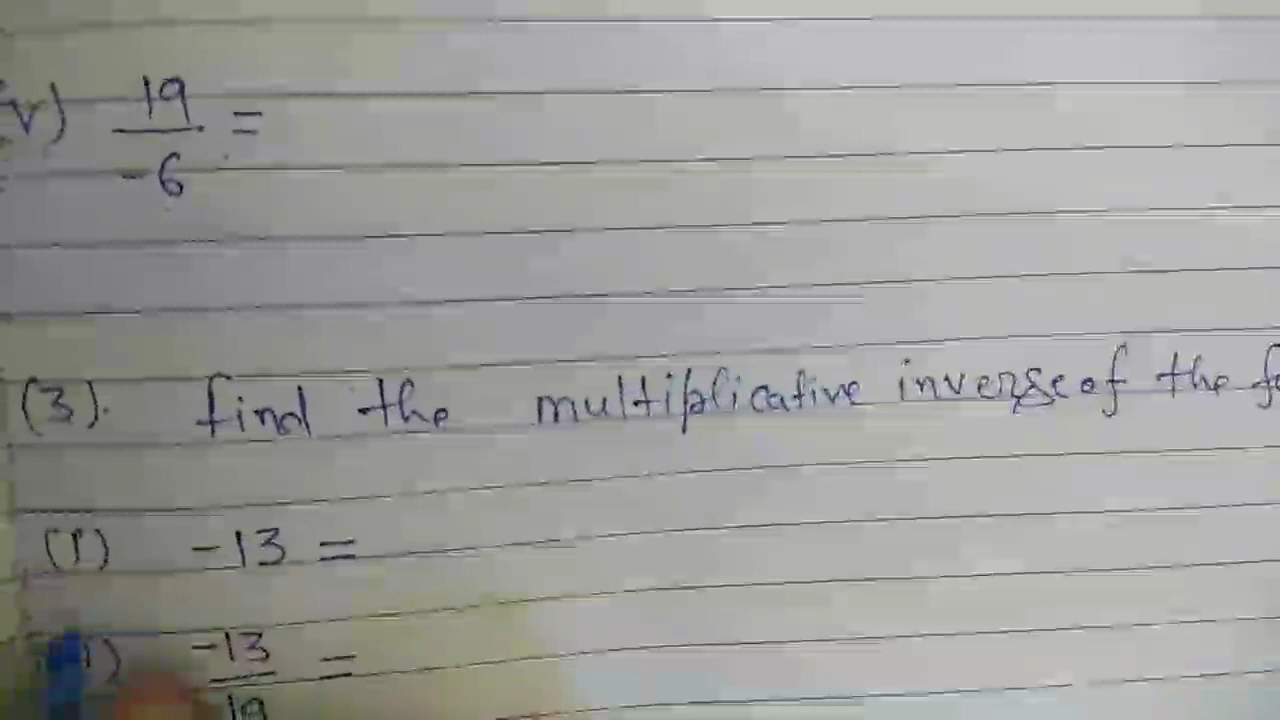 v) 19/-6 =
(3). find the multiplicative inverse of the
(i) -13 =
i) -13/19 =